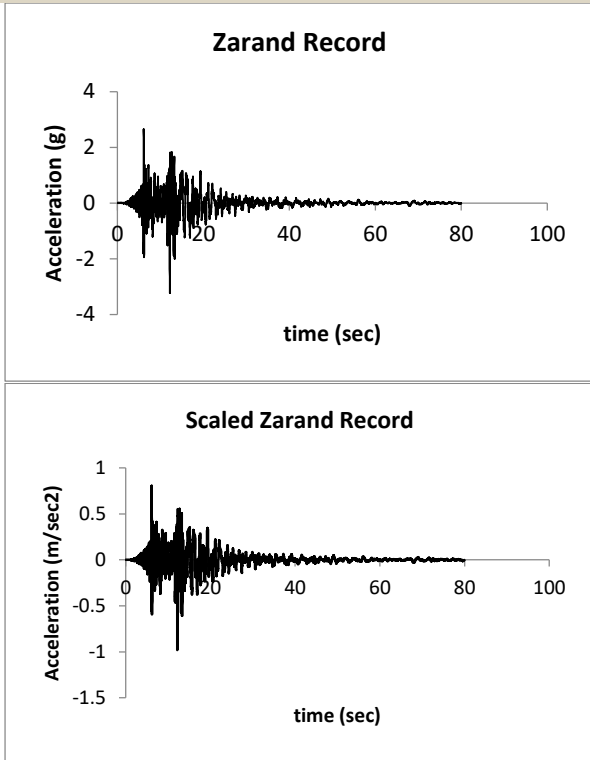 Zarand Record
4
2
0
-2
-4
0 20 40 60 80 100
Acceleration (g)
time (sec)
Scaled Zarand Record
1
0.5
0
-0.5
-1
-1.5
0 20 40 60 80 100
Acceleration (m/sec2)
time (sec)